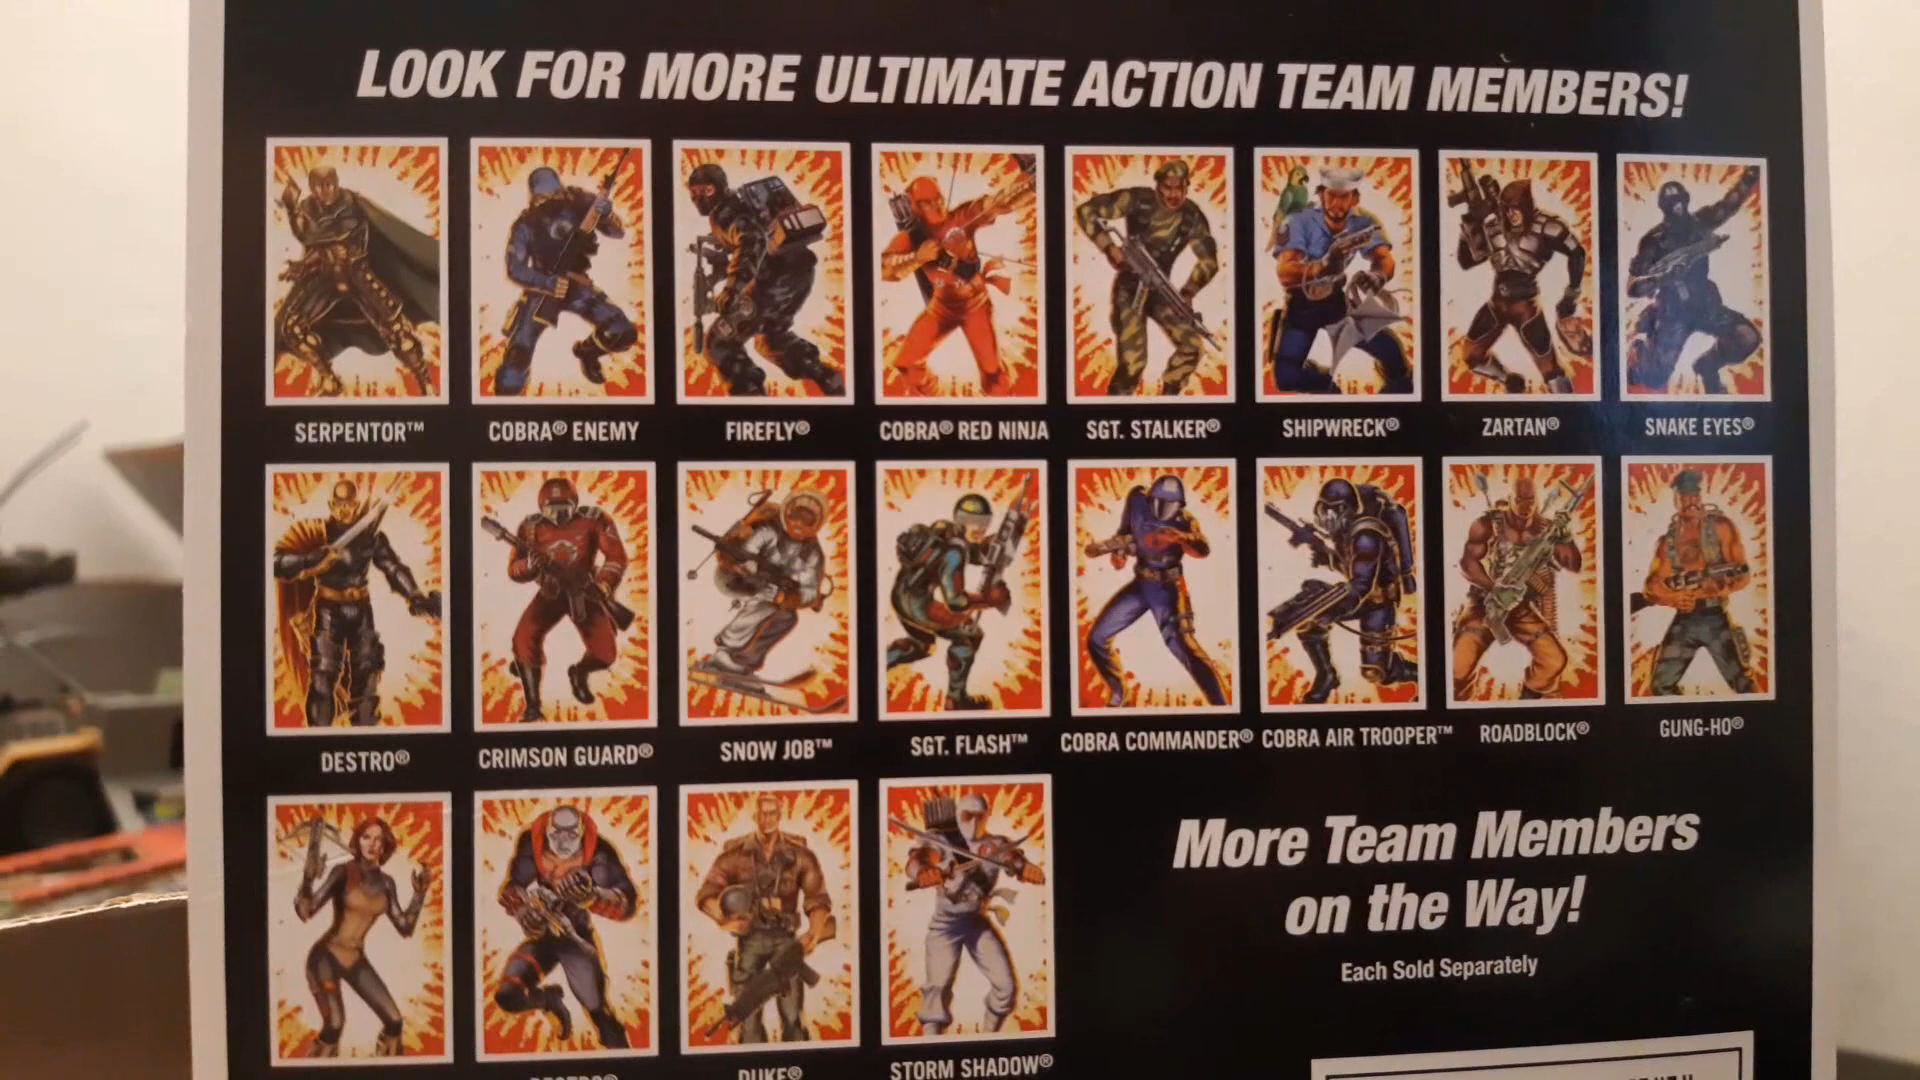 LOOK FOR MORE ULTIMATE ACTION TEAM MEMBERS!
SERPENTOR™ COBRA® ENEMY FIREFLY® COBRA® RED NINJA SGT. STALKER® SHIPWRECK® ZARTAN® SNAKE EYES®
DESTRO® CRIMSON GUARD® SNOW JOB™ SGT. FLASH™ COBRA COMMANDER® COBRA AIR TROOPER™ ROADBLOCK® GUNG-HO®
DESTRO® DUKE® STORM SHADOW®
More Team Members
on the Way!
Each Sold Separately